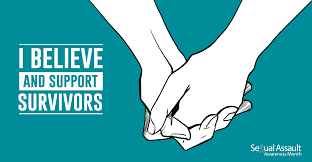 I BELIEVE
AND SUPPORT
SURVIVORS
Sexual Assault
Awareness Month